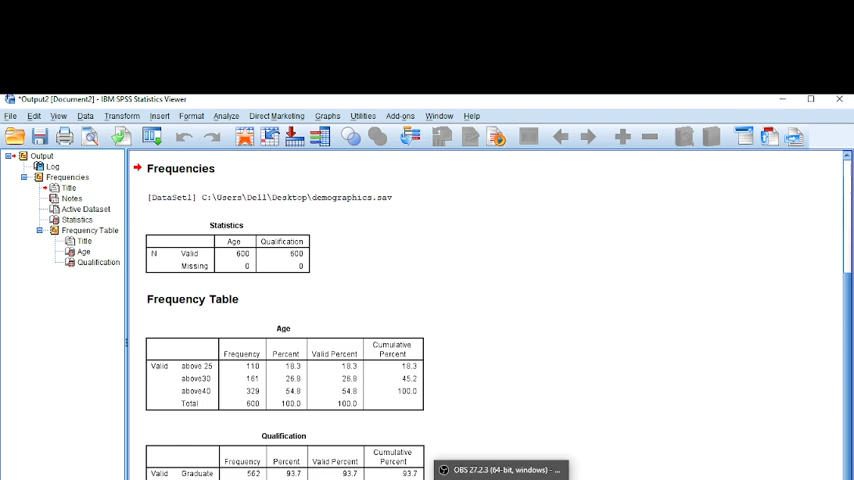 *Output2 [Document2] - IBM SPSS Statistics Viewer
File Edit View Data Transform Insert Format Analyze Direct Marketing Graphs Utilities Add-ons Window Help
Output
Log
Frequencies
Title
Notes
Active Dataset
Statistics
Frequency Table
Title
Age
Qualification
Frequencies
[DataSet1] C:\Users\Dell\Desktop\demographics.sav
Statistics
Age Qualification
N Valid 600 600
Missing 0 0
Frequency Table
Age
Frequency Percent Valid Percent Cumulative Percent
Valid above 25 110 18.3 18.3 18.3
above30 161 26.8 26.8 45.2
above40 329 54.8 54.8 100.0
Total 600 100.0 100.0
Qualification
Frequency Percent Valid Percent Cumulative Percent
Valid Graduate 562 93.7 93.7 93.7
OBS 27.2.3 (64-bit, windows) - ...